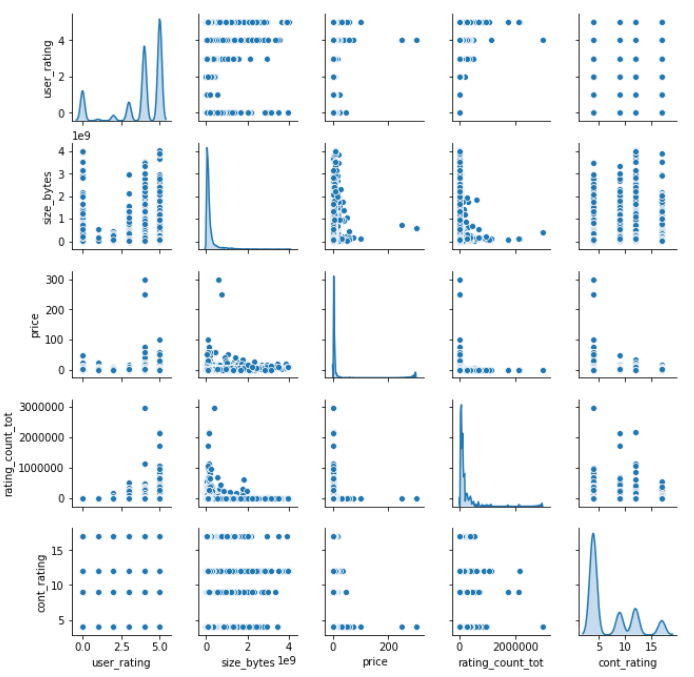 user_rating
4
2
0
1e9
size_bytes
4
3
2
1
0
price
300
200
100
0
rating_count_tot
3000000
2000000
1000000
0
cont_rating
15
10
5
0.0 2.5 5.0 0 2 4 0 200 0 2000000 5 10 15
user_rating size_bytes 1e9 price rating_count_tot cont_rating